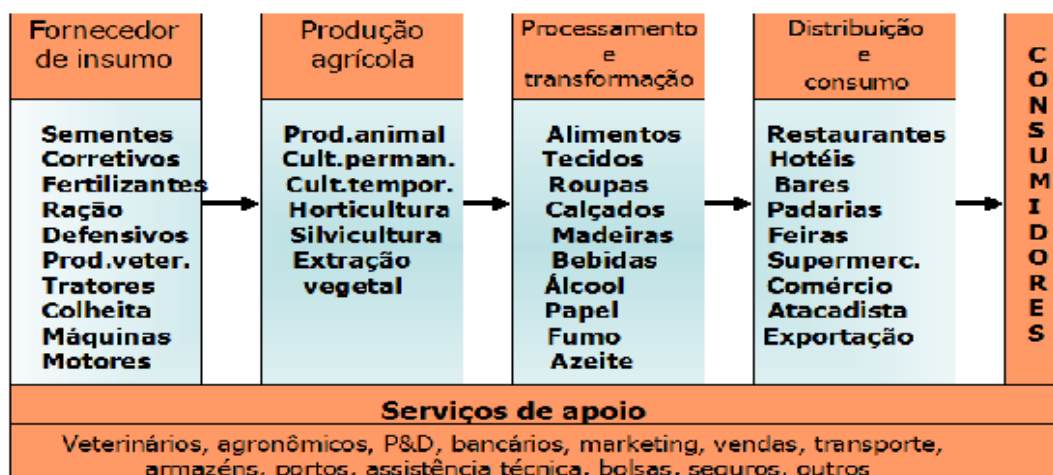 Fornecedor
de insumo
Sementes
Corretivos
Fertilizantes
Ração
Defensivos
Prod.veter.
Tratores
Colheita
Máquinas
Motores
Produção
agrícola
Prod.animal
Cult.perman.
Cult.tempor.
Horticultura
Silvicultura
Extração
vegetal
Processamento
e
transformação
Alimentos
Tecidos
Roupas
Calçados
Madeiras
Bebidas
Álcool
Papel
Fumo
Azeite
Distribuição
e
consumo
Restaurantes
Hotéis
Bares
Padarias
Feiras
Supermerc.
Comércio
Atacadista
Exportação
CONSUMIDORES
Serviços de apoio
Veterinários, agronômicos, P&D, bancários, marketing, vendas, transporte,
armazéns, portos, assistência técnica, bolsas, seguros, outros